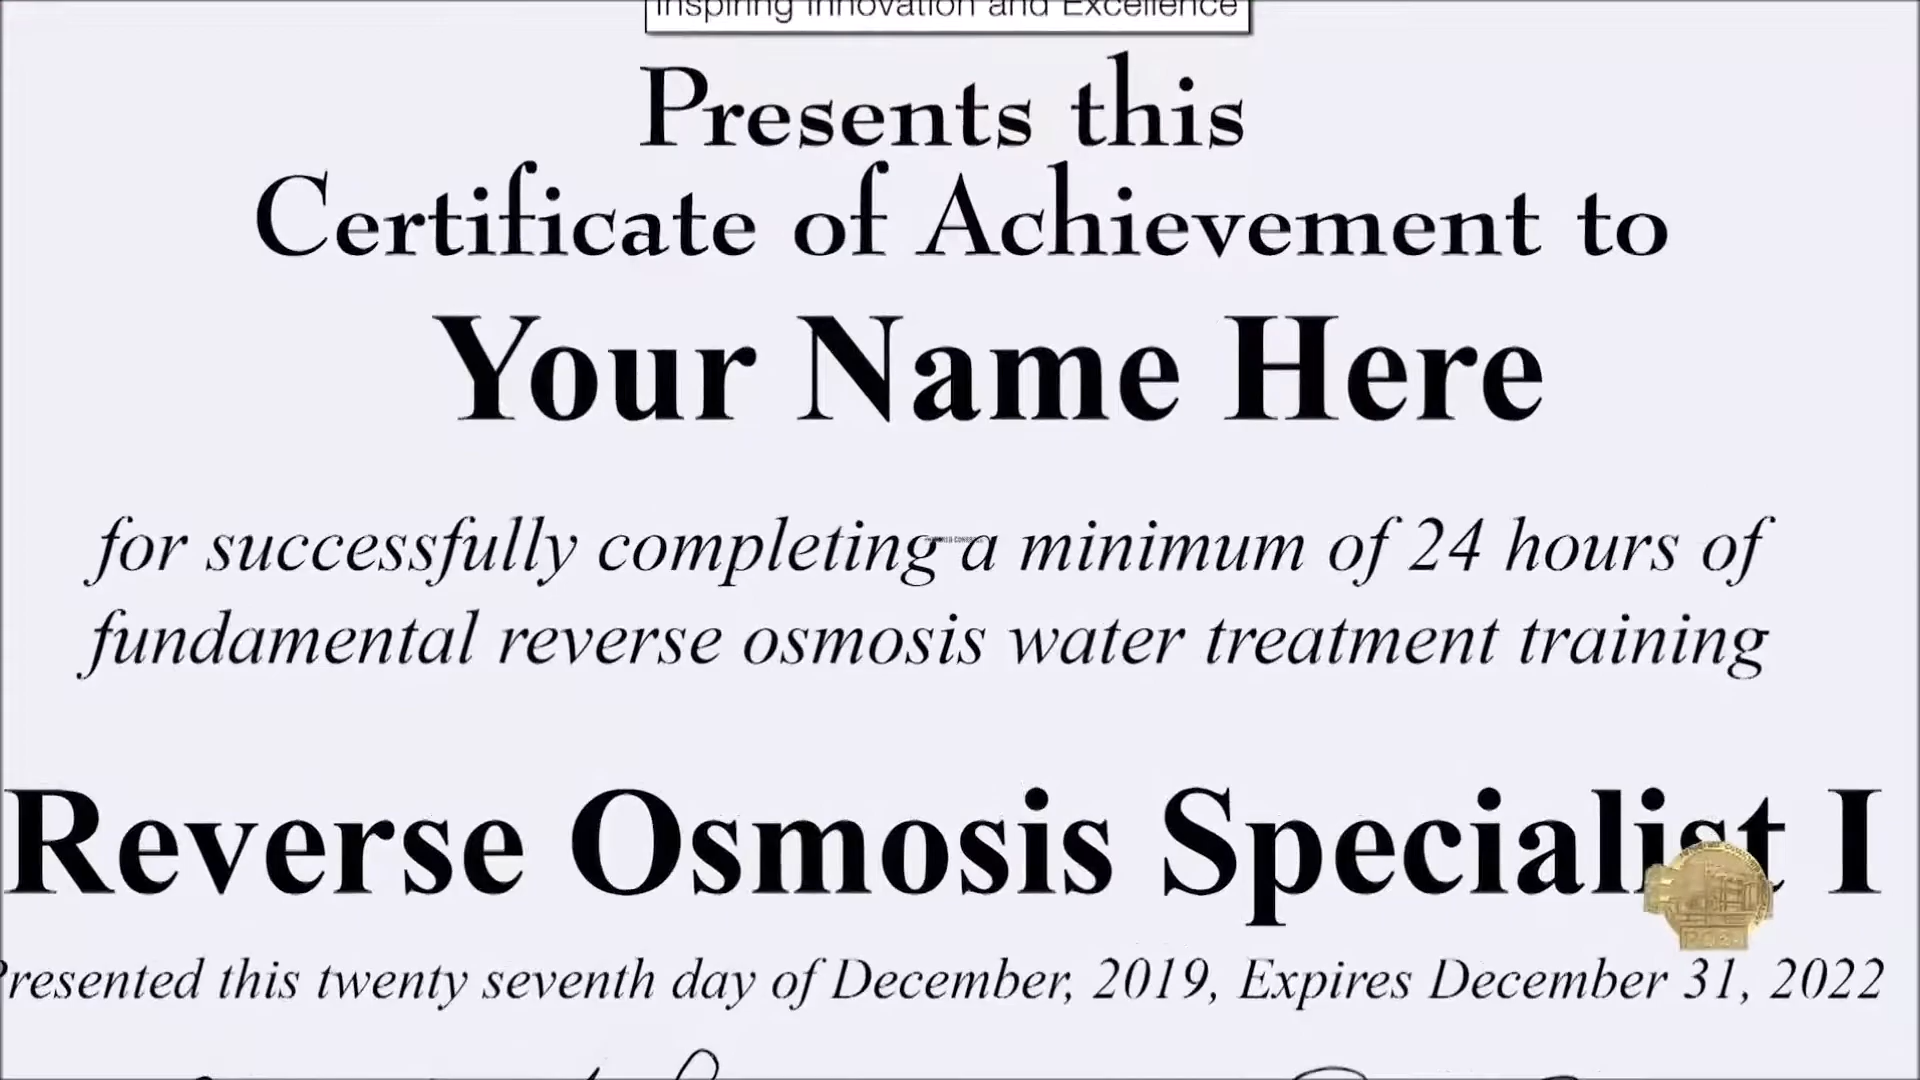 Inspiring Innovation and Excellence
Presents this
Certificate of Achievement to
Your Name Here
for successfully completing a minimum of 24 hours of
fundamental reverse osmosis water treatment training
Reverse Osmosis Specialist I
Presented this twenty seventh day of December, 2019, Expires December 31, 2022